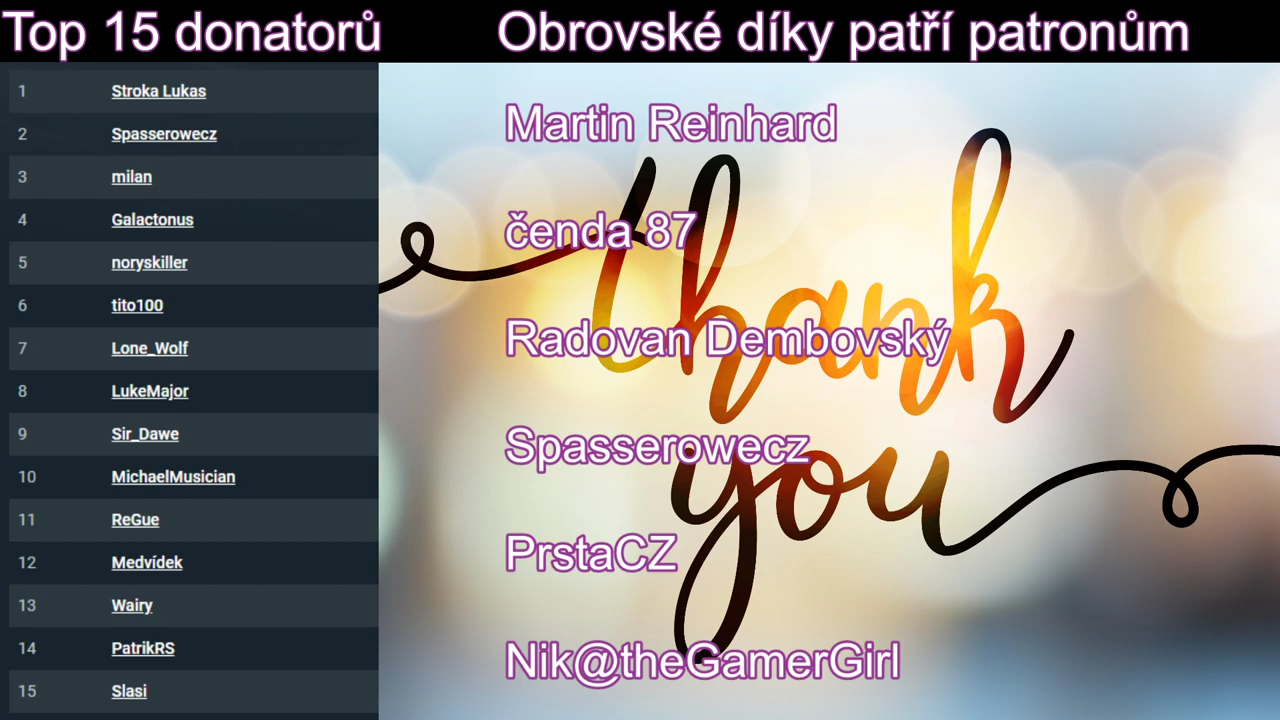 Top 15 donatorů
1 Stroka Lukas
2 Spasserowecz
3 milan
4 Galactonus
5 noryskiller
6 tito100
7 Lone_Wolf
8 LukeMajor
9 Sir_Dawe
10 MichaelMusician
11 ReGue
12 Medvídek
13 Wairy
14 PatrikRS
15 Slasi
Obrovské díky patří patronům
Martin Reinhard
čenda 87
Radovan Dembovský
Spasserowecz
PrstaCZ
Nik@theGamerGirl
thank
you